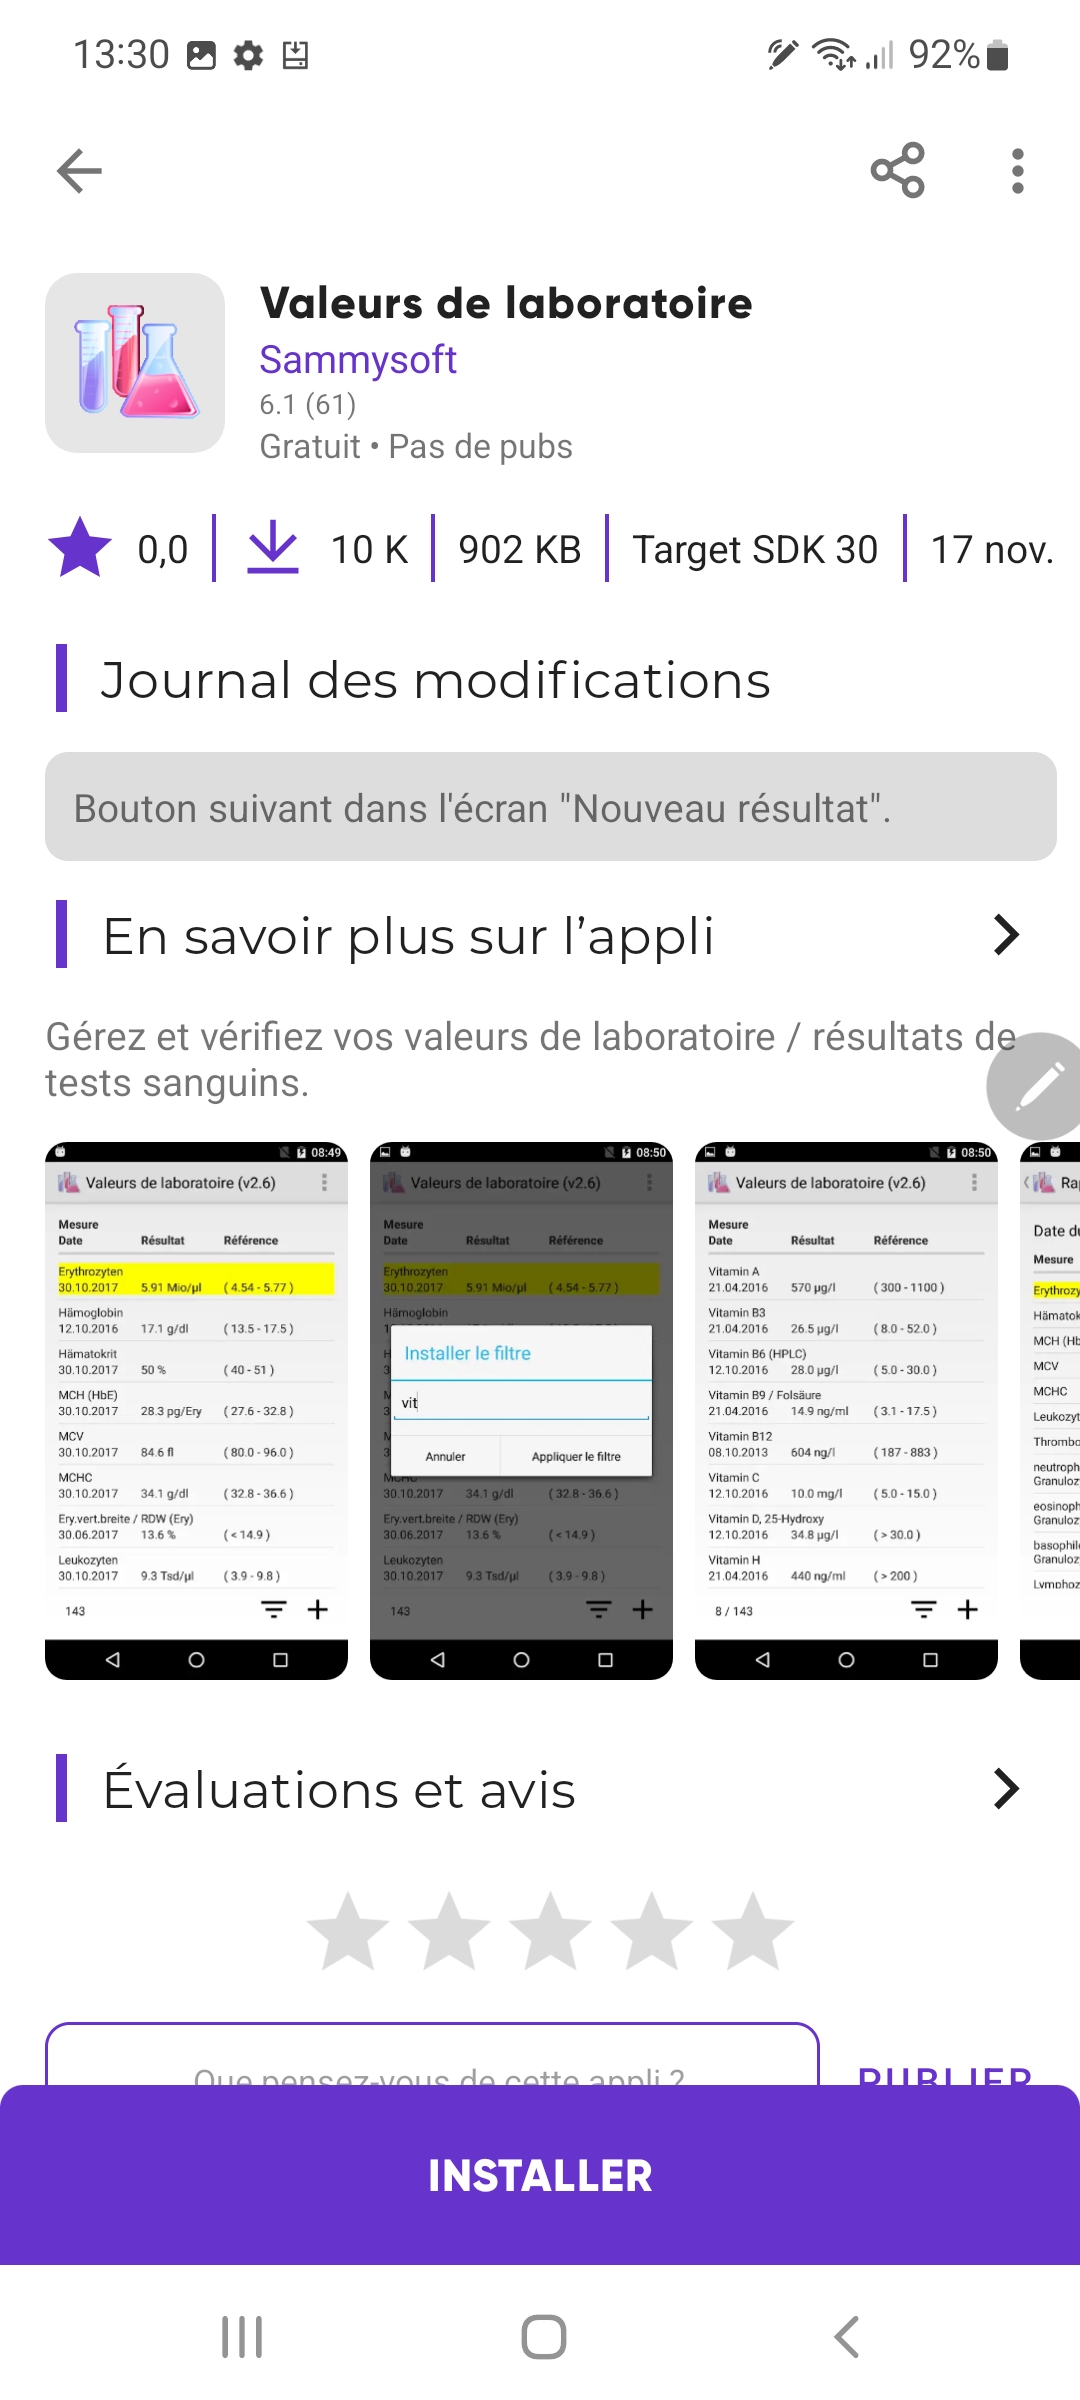 13:30
92%
Valeurs de laboratoire
Sammysoft
6.1 (61)
Gratuit • Pas de pubs
0,0 10 K 902 KB Target SDK 30 17 nov.
Journal des modifications
Bouton suivant dans l'écran "Nouveau résultat".
En savoir plus sur l’appli
Gérez et vérifiez vos valeurs de laboratoire / résultats de
tests sanguins.
08:49
Valeurs de laboratoire (v2.6)
Mesure
Date Résultat Référence
Erythrozyten
30.10.2017 5.91 Mio/µl ( 4.54 - 5.77 )
Hämoglobin
12.10.2016 17.1 g/dl ( 13.5 - 17.5 )
Hämatokrit
30.10.2017 50 % ( 40 - 51 )
MCH (HbE)
30.10.2017 28.3 pg/Ery ( 27.6 - 32.8 )
MCV
30.10.2017 84.6 fl ( 80.0 - 96.0 )
MCHC
30.10.2017 34.1 g/dl ( 32.8 - 36.6 )
Ery.vert.breite / RDW (Ery)
30.06.2017 13.6 % ( < 14.9 )
Leukozyten
30.10.2017 9.3 Tsd/µl ( 3.9 - 9.8 )
143
08:50
Valeurs de laboratoire (v2.6)
Mesure
Date Résultat Référence
Erythrozyten
30.10.2017 5.91 Mio/µl ( 4.54 - 5.77 )
Hämoglobin
Installer le filtre
vit
Annuler Appliquer le filtre
MCHC
30.10.2017 34.1 g/dl ( 32.8 - 36.6 )
Ery.vert.breite / RDW (Ery)
30.06.2017 13.6 % ( < 14.9 )
Leukozyten
30.10.2017 9.3 Tsd/µl ( 3.9 - 9.8 )
143
08:50
Valeurs de laboratoire (v2.6)
Mesure
Date Résultat Référence
Vitamin A
21.04.2016 570 µg/l ( 300 - 1100 )
Vitamin B3
21.04.2016 26.5 µg/l ( 8.0 - 52.0 )
Vitamin B6 (HPLC)
12.10.2016 28.0 µg/l ( 5.0 - 30.0 )
Vitamin B9 / Folsäure
21.04.2016 14.9 ng/ml ( 3.1 - 17.5 )
Vitamin B12
08.10.2013 604 ng/l ( 187 - 883 )
Vitamin C
12.10.2016 10.0 mg/l ( 5.0 - 15.0 )
Vitamin D, 25-Hydroxy
12.10.2016 34.8 µg/l ( > 30.0 )
Vitamin H
21.04.2016 440 ng/ml ( > 200 )
8 / 143
Ra
Date du
Mesure
Erythrozy
Hämatok
MCH (Hb
MCV
MCHC
Leukozyt
Thrombo
neutroph
Granuloz
eosinoph
Granuloz
basophil
Granuloz
Lymphoz
Évaluations et avis
Que pensez-vous de cette appli ?
PUBLIER
INSTALLER